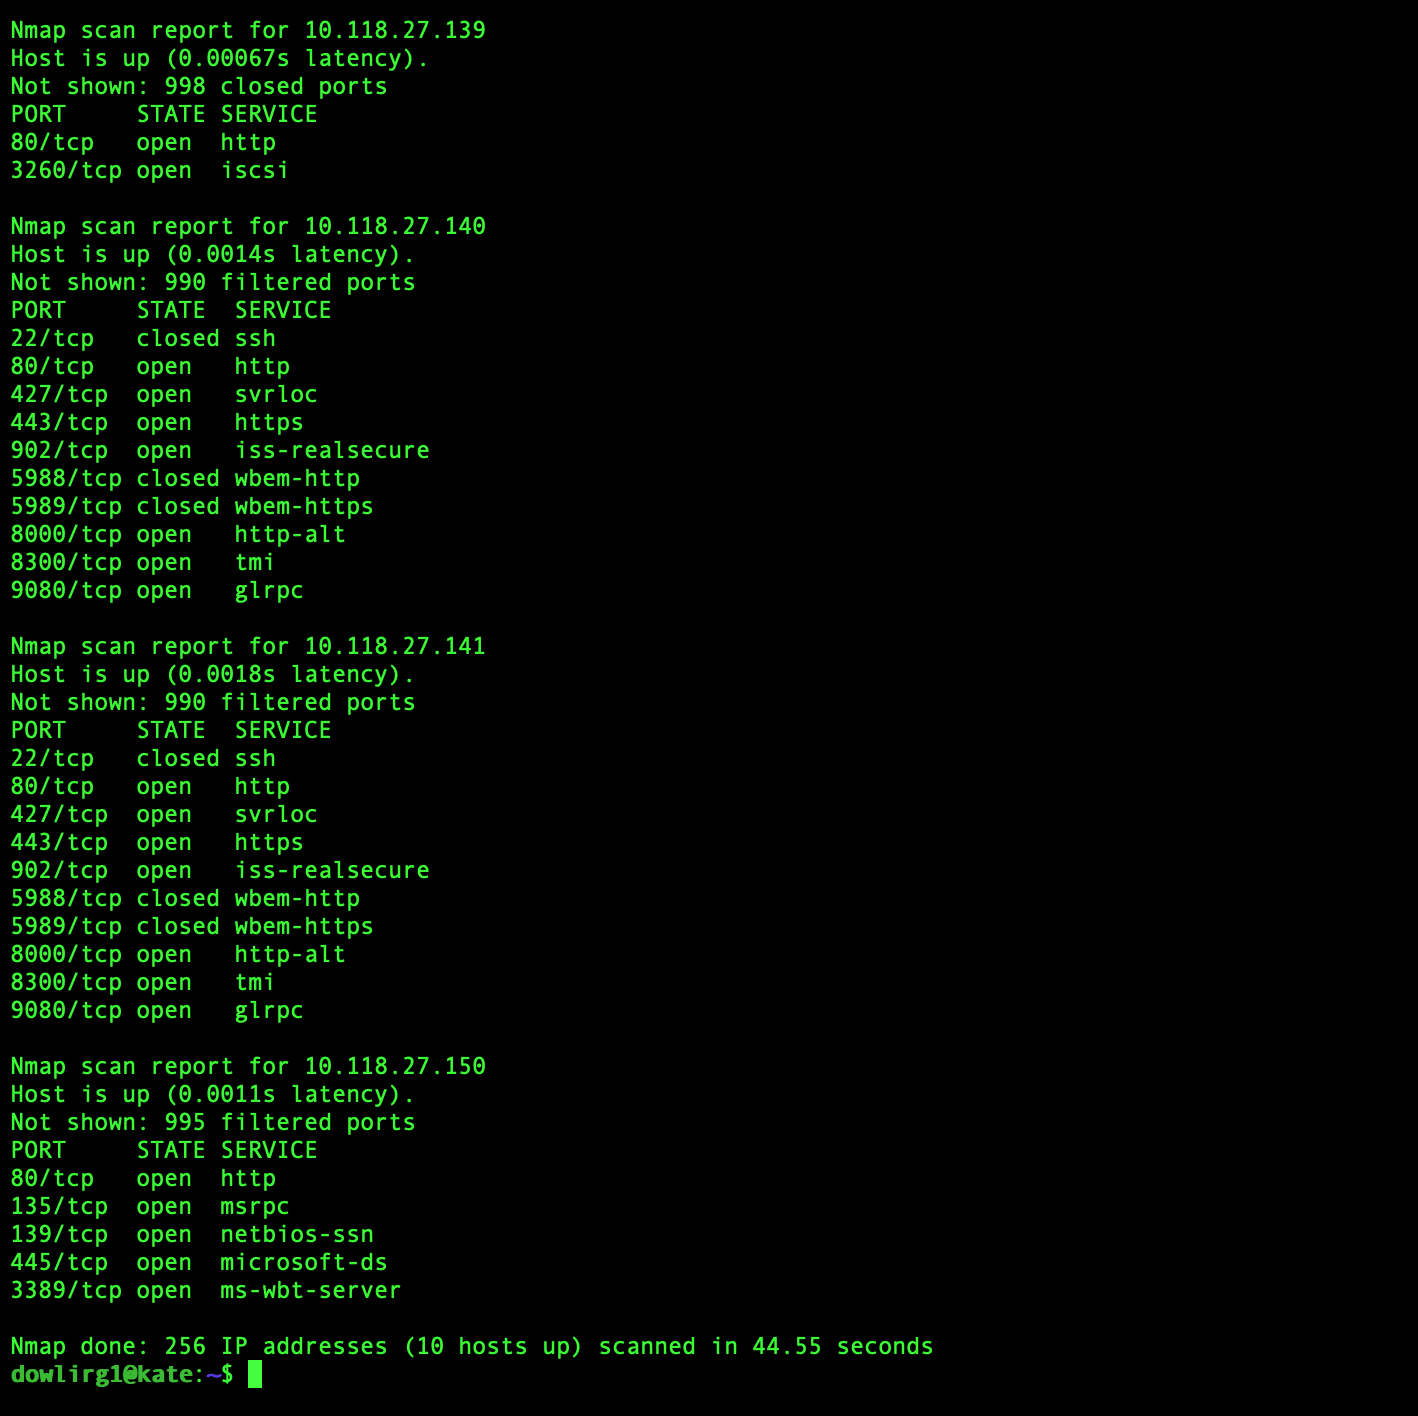 Nmap scan report for 10.118.27.139
Host is up (0.00067s latency).
Not shown: 998 closed ports
PORT     STATE SERVICE
80/tcp   open  http
3260/tcp open  iscsi

Nmap scan report for 10.118.27.140
Host is up (0.0014s latency).
Not shown: 990 filtered ports
PORT     STATE  SERVICE
22/tcp   closed ssh
80/tcp   open   http
427/tcp  open   svrloc
443/tcp  open   https
902/tcp  open   iss-realsecure
5988/tcp closed wbem-http
5989/tcp closed wbem-https
8000/tcp open   http-alt
8300/tcp open   tmi
9080/tcp open   glrpc

Nmap scan report for 10.118.27.141
Host is up (0.0018s latency).
Not shown: 990 filtered ports
PORT     STATE  SERVICE
22/tcp   closed ssh
80/tcp   open   http
427/tcp  open   svrloc
443/tcp  open   https
902/tcp  open   iss-realsecure
5988/tcp closed wbem-http
5989/tcp closed wbem-https
8000/tcp open   http-alt
8300/tcp open   tmi
9080/tcp open   glrpc

Nmap scan report for 10.118.27.150
Host is up (0.0011s latency).
Not shown: 995 filtered ports
PORT     STATE SERVICE
80/tcp   open  http
135/tcp  open  msrpc
139/tcp  open  netbios-ssn
445/tcp  open  microsoft-ds
3389/tcp open  ms-wbt-server

Nmap done: 256 IP addresses (10 hosts up) scanned in 44.55 seconds
dowlirg1@kate:~$